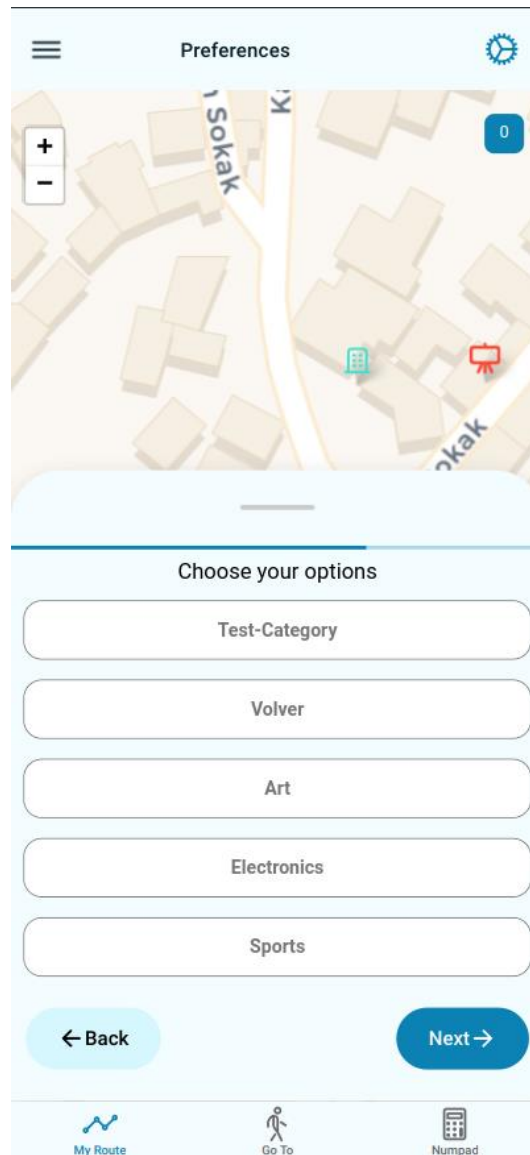 Preferences
+
−
0
n Sokak
okak
Choose your options
Test-Category
Volver
Art
Electronics
Sports
← Back
Next →
My Route
Go To
Numpad